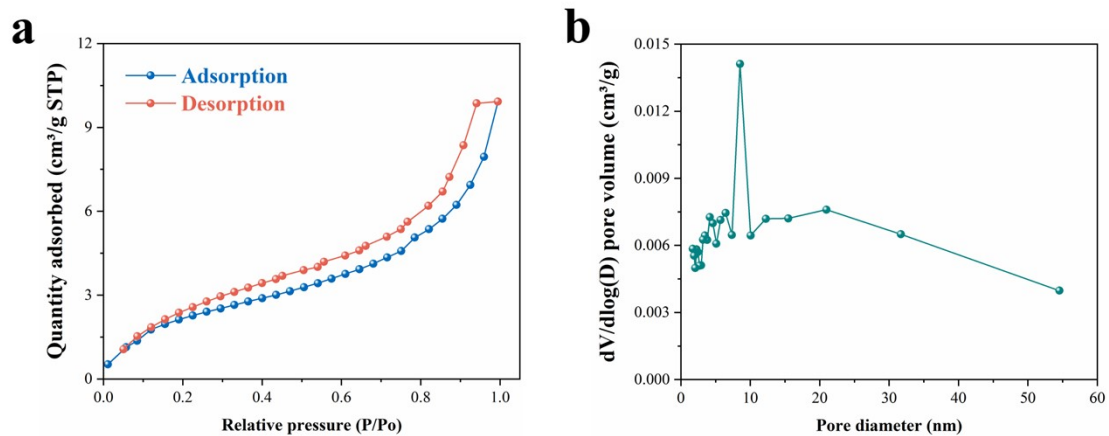 a
12
9
6
3
0
0.0 0.2 0.4 0.6 0.8 1.0
Quantity adsorbed (cm³/g STP)
Relative pressure (P/Po)
Adsorption
Desorption
b
0.015
0.012
0.009
0.006
0.003
0.000
0 10 20 30 40 50 60
dV/dlog(D) pore volume (cm³/g)
Pore diameter (nm)